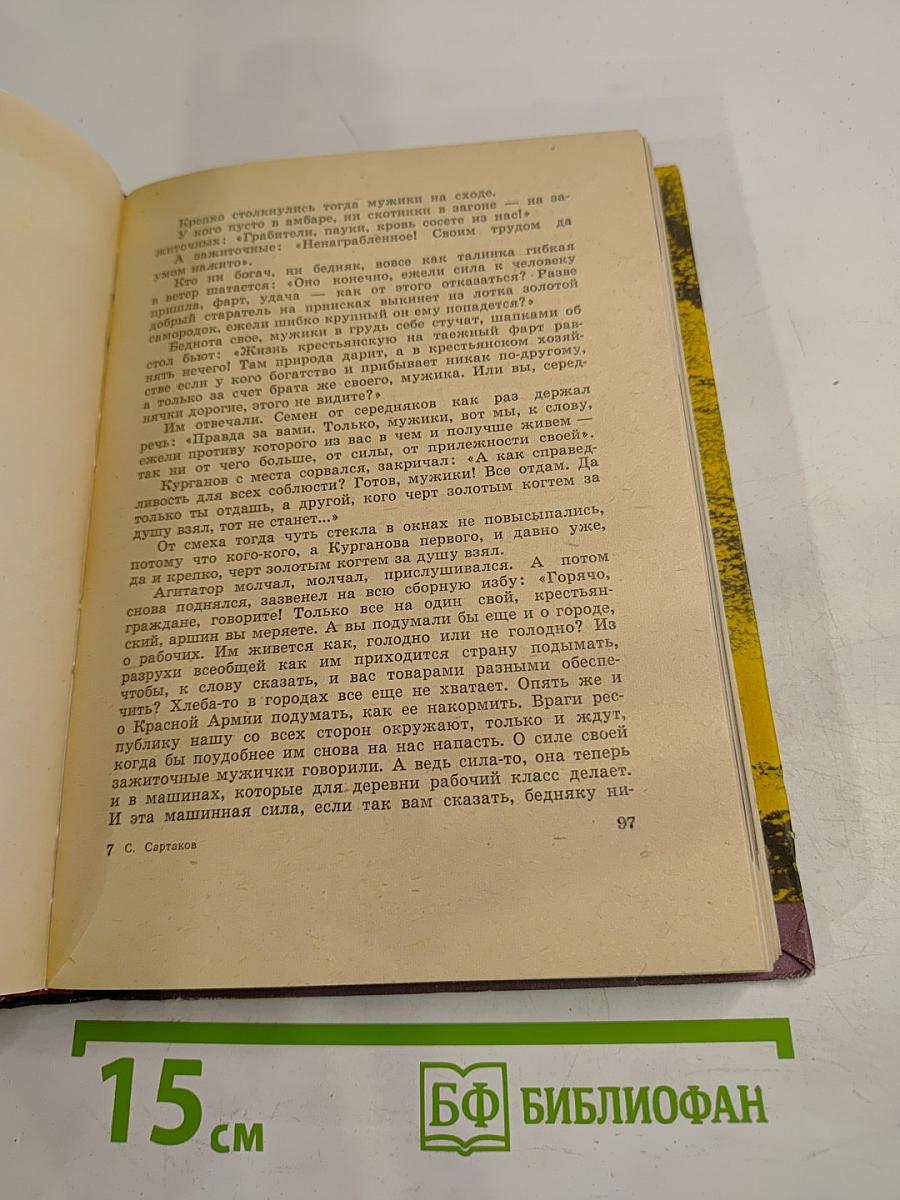 Крепко столкнулись тогда мужики на сходе.
У кого пусто в амбаре, ни скотинки в загоне — на за-
житочных: «Грабители, пауки, кровь сосете из нас!»
А зажиточные: «Ненаграбленное! Своим трудом да
умом нажито».
Кто ни богач, ни бедняк, вовсе как талинка гибкая
в ветер шатается: «Оно конечно, ежели сила к человеку
пришла, фарт, удача — как от этого отказаться? Разве
добрый старатель на приисках выкинет из лотка золотой
самородок, ежели шибко крупный он ему попадется?»
Беднота свое, мужики в грудь себе стучат, шапками об
стол бьют: «Жизнь крестьянскую на таежный фарт рав-
нять нечего! Там природа дарит, а в крестьянском хозяй-
стве если у кого богатство и прибывает никак по-другому,
а только за счет брата же своего, мужика. Или вы, серед-
нячки дорогие, этого не видите?»
Им отвечали. Семен от середняков как раз держал
речь: «Правда за вами. Только, мужики, вот мы, к слову,
ежели противу которого из вас в чем и получше живем —
так ни от чего больше, от силы, от прилежности своей».
Курганов с места сорвался, закричал: «А как справед-
ливость для всех соблюсти? Готов, мужики! Все отдам. Да
только ты отдашь, а другой, кого черт золотым когтем за
душу взял, тот не станет...»
От смеха тогда чуть стекла в окнах не повысыпались,
потому что кого-кого, а Курганова первого, и давно уже,
да и крепко, черт золотым когтем за душу взял.
Агитатор молчал, молчал, прислушивался. А потом
снова поднялся, зазвенел на всю сборную избу: «Горячо,
граждане, говорите! Только все на один свой, крестьян-
ский, аршин вы меряете. А вы подумали бы еще и о городе,
о рабочих. Им живется как, голодно или не голодно? Из
разрухи всеобщей как им приходится страну подымать,
чтобы, к слову сказать, и вас товарами разными обеспе-
чить? Хлеба-то в городах все еще не хватает. Опять же и
о Красной Армии подумать, как ее накормить. Враги рес-
публику нашу со всех сторон окружают, только и ждут,
когда бы поудобнее им снова на нас напасть. О силе своей
зажиточные мужички говорили. А ведь сила-то, она теперь
и в машинах, которые для деревни рабочий класс делает.
И эта машинная сила, если так вам сказать, бедняку ни-
97
7 С. Сартаков
15 см
БФ БИБЛИОФАН